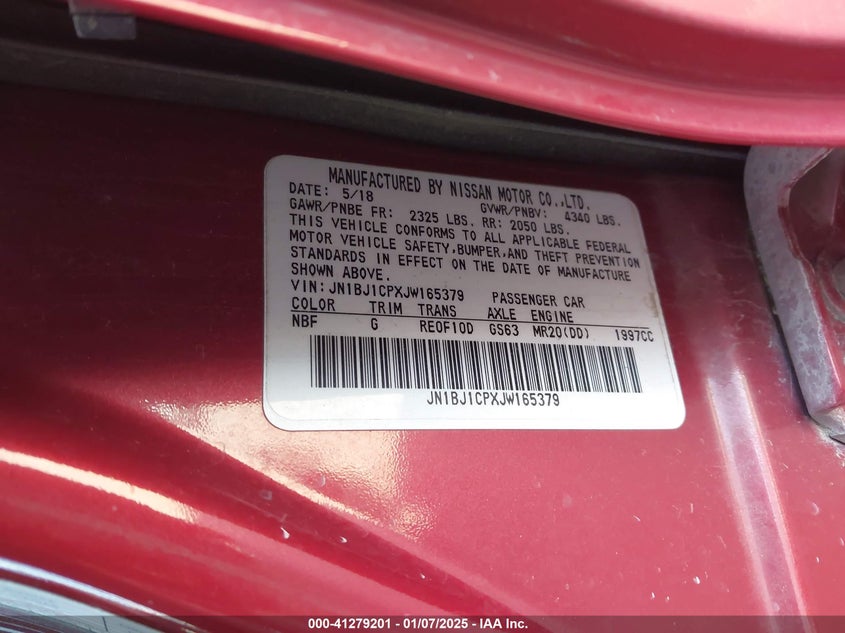 MANUFACTURED BY NISSAN MOTOR CO.,LTD.
DATE: 5/18 GVWR/PNBV: 4340 LBS.
GAWR/PNBE FR: 2325 LBS. RR: 2050 LBS.
THIS VEHICLE CONFORMS TO ALL APPLICABLE FEDERAL
MOTOR VEHICLE SAFETY,BUMPER,AND THEFT PREVENTION
STANDARDS IN EFFECT ON THE DATE OF MANUFACTURE
SHOWN ABOVE.
VIN: JN1BJ1CPXJW165379 PASSENGER CAR
COLOR TRIM TRANS AXLE ENGINE
NBF G RE0F10D GS63 MR20(DD) 1997CC
JN1BJ1CPXJW165379
000-41279201 - 01/07/2025 - IAA Inc.